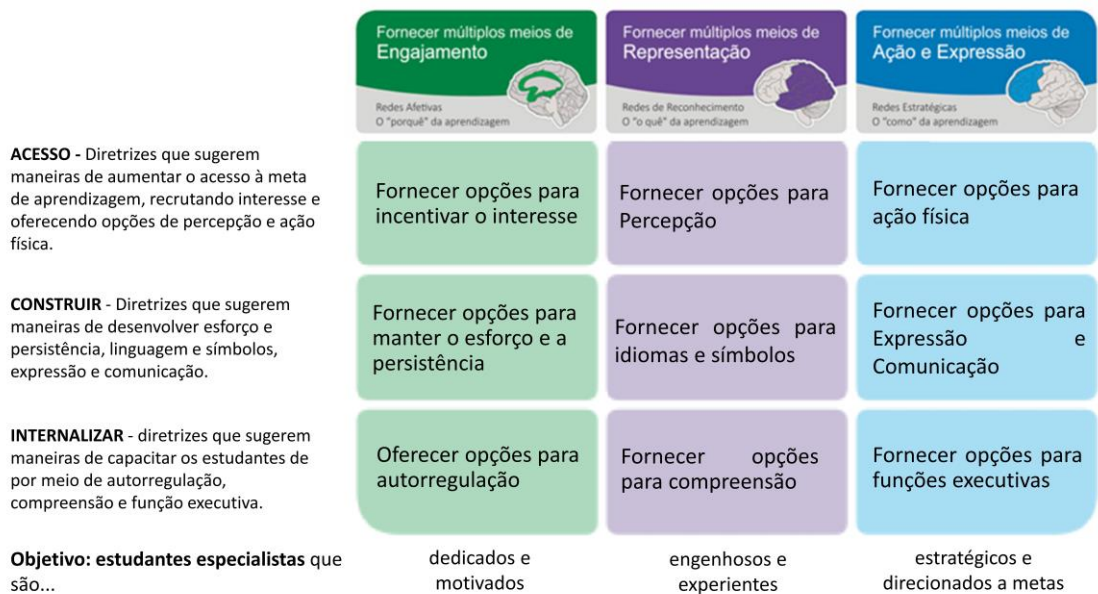 Fornecer múltiplos meios de
Engajamento
Redes Afetivas
O "porquê" da aprendizagem
Fornecer múltiplos meios de
Representação
Redes de Reconhecimento
O "o quê" da aprendizagem
Fornecer múltiplos meios de
Ação e Expressão
Redes Estratégicas
O "como" da aprendizagem
ACESSO - Diretrizes que sugerem
maneiras de aumentar o acesso à meta
de aprendizagem, recrutando interesse e
oferecendo opções de percepção e ação
física.
Fornecer opções para
incentivar o interesse
Fornecer opções para
Percepção
Fornecer opções para
ação física
CONSTRUIR - Diretrizes que sugerem
maneiras de desenvolver esforço e
persistência, linguagem e símbolos,
expressão e comunicação.
Fornecer opções para
manter o esforço e a
persistência
Fornecer opções para
idiomas e símbolos
Fornecer opções para
Expressão e
Comunicação
INTERNALIZAR - diretrizes que sugerem
maneiras de capacitar os estudantes de
por meio de autorregulação,
compreensão e função executiva.
Oferecer opções para
autorregulação
Fornecer opções
para compreensão
Fornecer opções para
funções executivas
Objetivo: estudantes especialistas que
são...
dedicados e
motivados
engenhosos e
experientes
estratégicos e
direcionados a metas